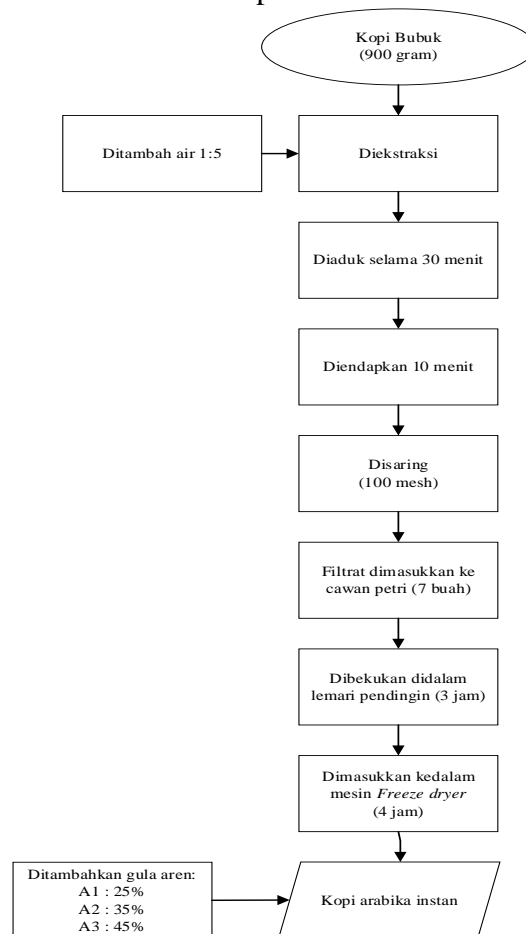 Kopi Bubuk
(900 gram)
Ditambah air 1:5
Diekstraksi
Diaduk selama 30 menit
Diendapkan 10 menit
Disaring
(100 mesh)
Filtrat dimasukkan ke
cawan petri (7 buah)
Dibekukan didalam
lemari pendingin (3 jam)
Dimasukkan kedalam
mesin Freeze dryer
(4 jam)
Ditambahkan gula aren:
A1 : 25%
A2 : 35%
A3 : 45%
Kopi arabika instan